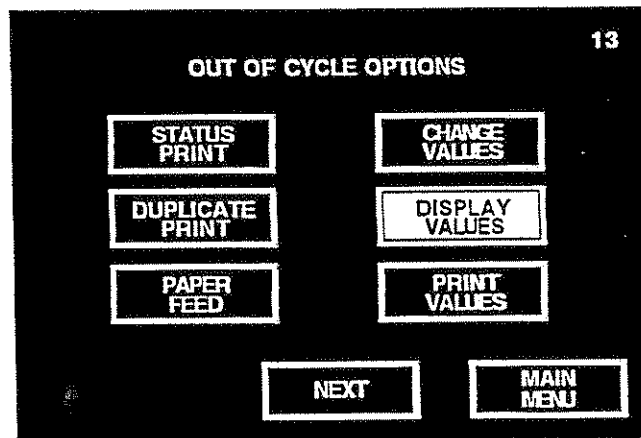 13
OUT OF CYCLE OPTIONS
STATUS
PRINT
CHANGE
VALUES
DUPLICATE
PRINT
DISPLAY
VALUES
PAPER
FEED
PRINT
VALUES
NEXT
MAIN
MENU